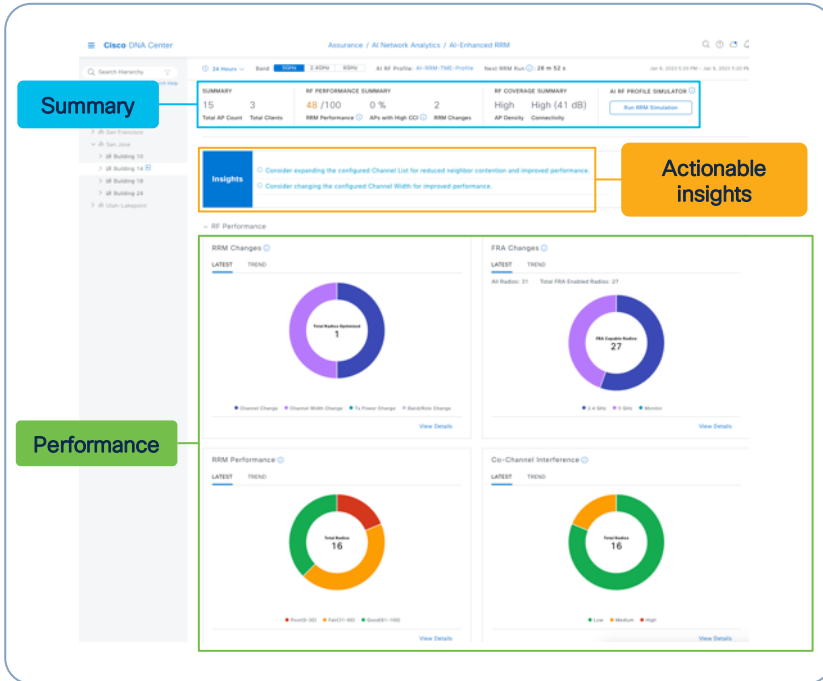 Cisco DNA Center
Assurance / AI Network Analytics / AI-Enhanced RRM
Search Hierarchy
Help
24 Hours
Band
5GHz
2.4GHz
6GHz
AI RF Profile: AI-RRM-TME-Profile
Next RRM Run: 26 m 52 s
Summary
SUMMARY
15
3
Total AP Count
Total Clients
RF PERFORMANCE SUMMARY
48 /100
0 %
2
RRM Performance
APs with High CCI
RRM Changes
RF COVERAGE SUMMARY
High
High (41 dB)
AP Density
Connectivity
AI RF PROFILE SIMULATOR
Run RRM Simulation
San Francisco
San Jose
Building 10
Building 14
Building 18
Building 24
Utah-Lakepoint
Insights
Consider expanding the configured Channel List for reduced neighbor contention and improved performance.
Consider changing the configured Channel Width for improved performance.
Actionable
insights
RF Performance
Performance
RRM Changes
LATEST
TREND
Total Radios Optimized
1
Channel Change
Channel Width Change
Tx Power Change
Band/Role Change
View Details
FRA Changes
LATEST
TREND
All Radios: 31
Total FRA Enabled Radios: 27
FRA Capable Radios
27
2.4 GHz
5 GHz
Monitor
View Details
RRM Performance
LATEST
TREND
Total Radios
16
Poor(0-30)
Fair(31-60)
Good(61-100)
View Details
Co-Channel Interference
LATEST
TREND
Total Radios
16
Low
Medium
High
View Details